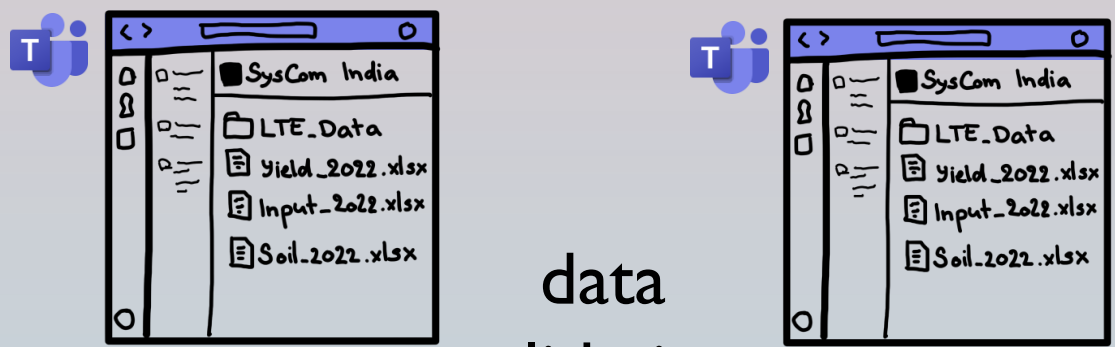 T
SysCom India
LTE_Data
Yield_2022.xlsx
Input_2022.xlsx
Soil_2022.xlsx
data
T
SysCom India
LTE_Data
Yield_2022.xlsx
Input_2022.xlsx
Soil_2022.xlsx